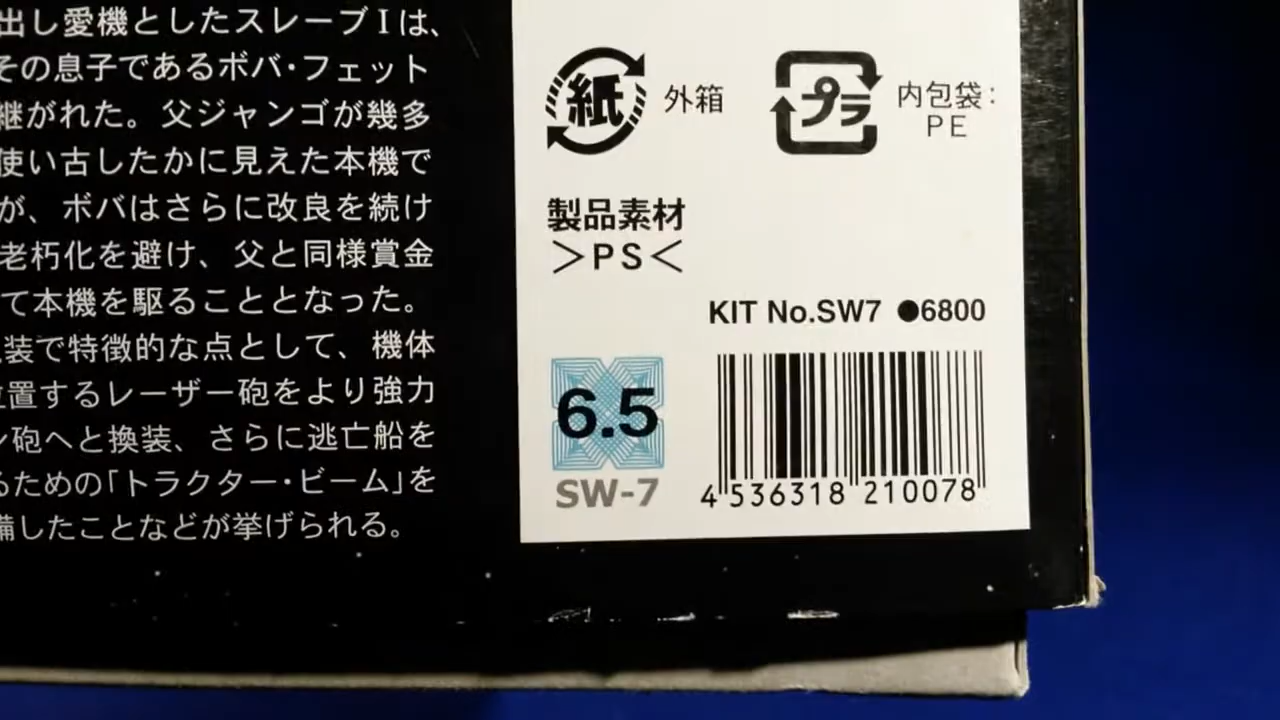 出し愛機としたスレーブIは、
その息子であるボバ・フェット
継がれた。父ジャンゴが幾多
使い古したかに見えた本機で
が、ボバはさらに改良を続け
老朽化を避け、父と同様賞金
て本機を駆ることとなった。
装で特徴的な点として、機体
位置するレーザー砲をより強力
ン砲へと換装、さらに逃亡船を
るための「トラクター・ビーム」を
備したことなどが挙げられる。
紙 外箱
プラ 内包袋:
PE
製品素材
>PS<
KIT No.SW7 ●6800
6.5
SW-7
4 536318 210078